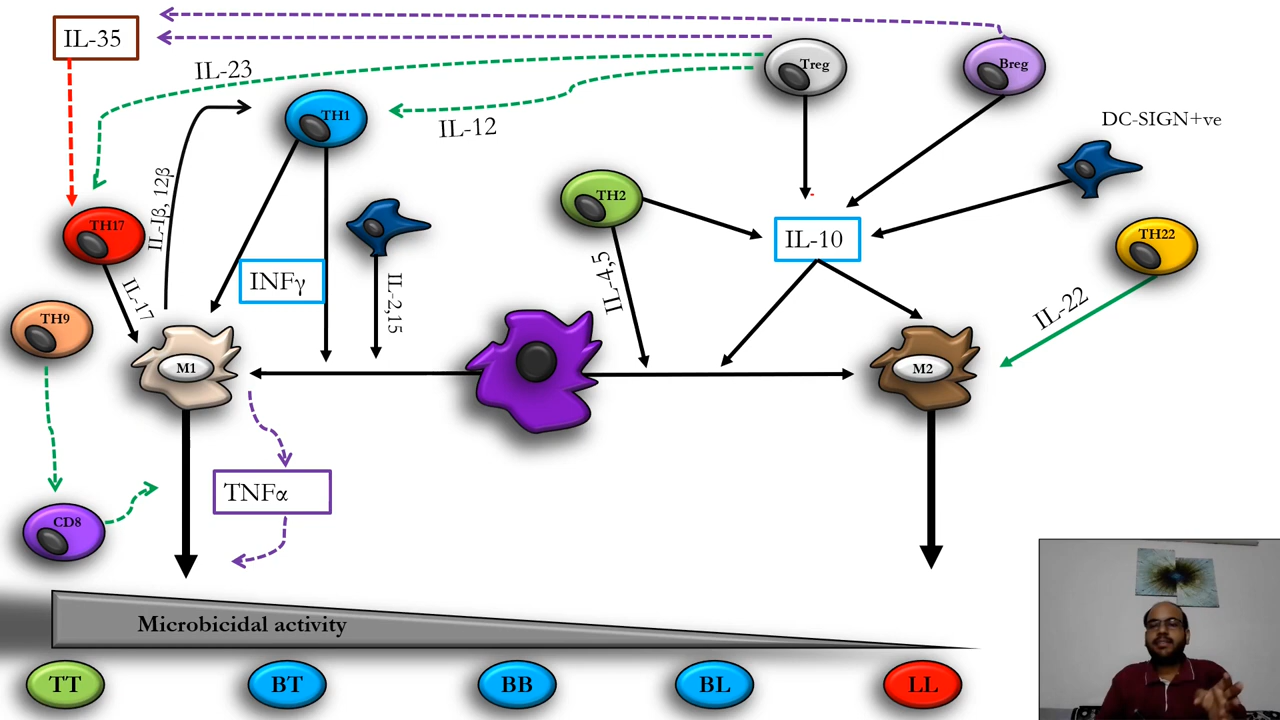 IL-35
Treg
Breg
IL-23
TH1
IL-12
DC-SIGN+ve
IL-Iβ, 12β
TH2
TH17
IL-10
TH22
INFγ
IL-4,5
IL-17
IL-2,15
IL-22
TH9
M1
M2
TNFα
CD8
Microbicidal activity
TT
BT
BB
BL
LL